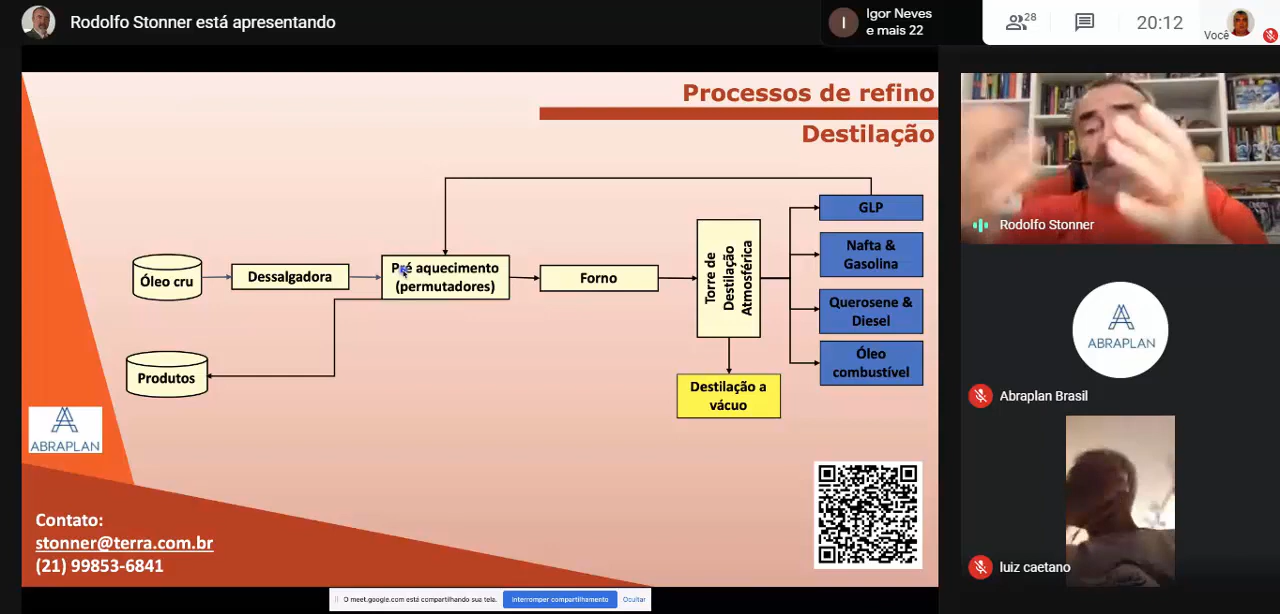 Rodolfo Stonner está apresentando
I
Igor Neves
e mais 22
28
20:12
Você
Processos de refino
Destilação
GLP
Nafta &
Gasolina
Querosene &
Diesel
Óleo
combustível
Óleo cru
Dessalgadora
Pré aquecimento
(permutadores)
Forno
Torre de
Destilação
Atmosférica
Produtos
Destilação a
vácuo
ABRAPLAN
Contato:
stonner@terra.com.br
(21) 99853-6841
Rodolfo Stonner
ABRAPLAN
Abraplan Brasil
luiz caetano
O meet.google.com está compartilhando sua tela.
Interromper compartilhamento
Ocultar